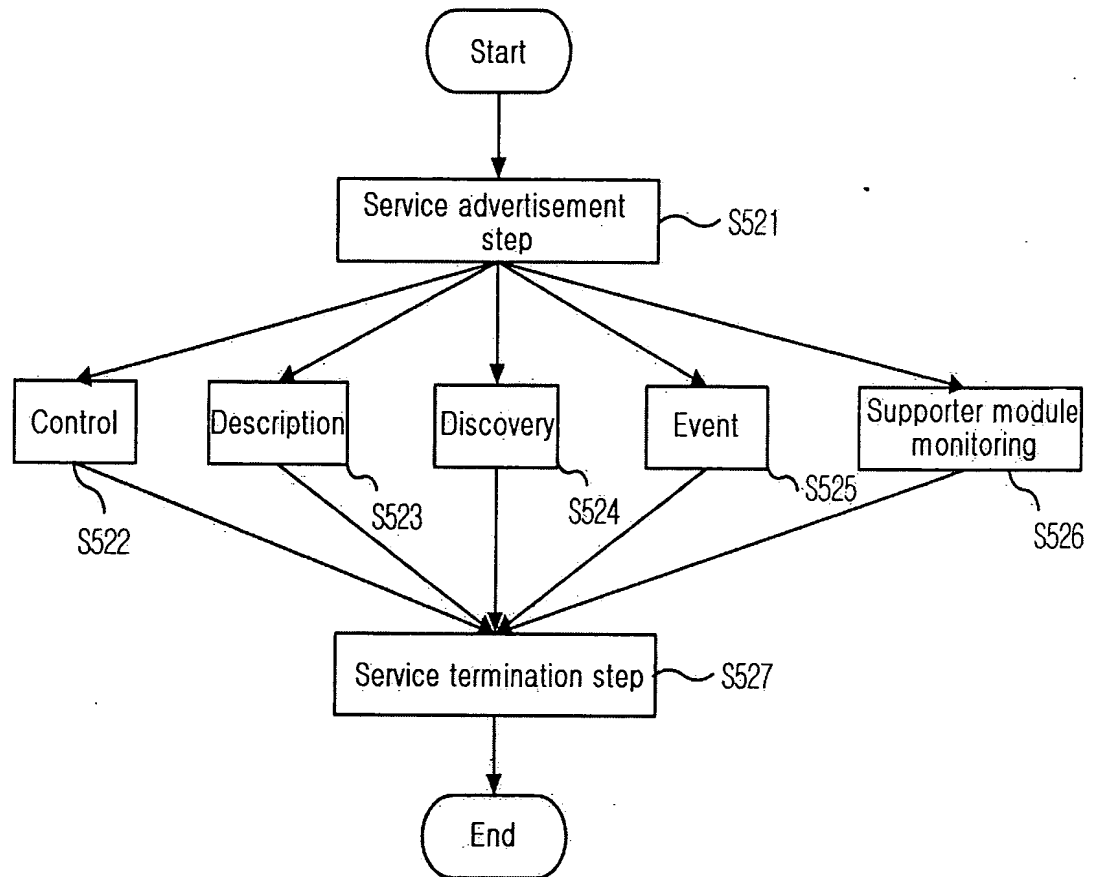 Start
Service advertisement
step
S521
Control
Description
Discovery
Event
Supporter module
monitoring
S522
S523
S524
S525
S526
Service termination step
S527
End